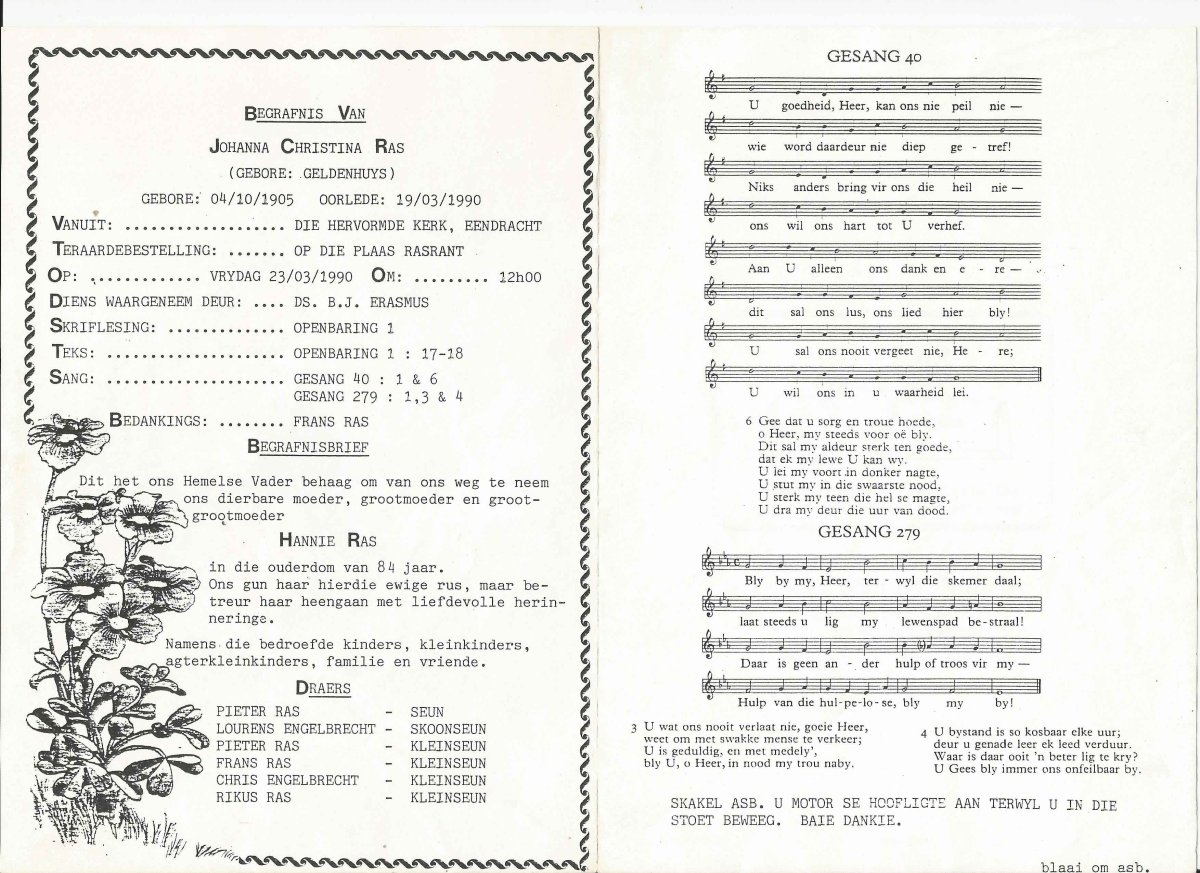 BEGRAFNIS VAN
JOHANNA CHRISTINA RAS
(GEBORE: GELDENHUYS)
GEBORE: 04/10/1905 OORLEDE: 19/03/1990
VANUIT: ................... DIE HERVORMDE KERK, EENDRACHT
TERAARDEBESTELLING: ....... OP DIE PLAAS RASRANT
OP: ............. VRYDAG 23/03/1990 OM: ......... 12h00
DIENS WAARGENEEM DEUR: .... DS. B.J. ERASMUS
SKRIFLESING: .............. OPENBARING 1
TEKS: ..................... OPENBARING 1 : 17-18
SANG: ..................... GESANG 40 : 1 & 6
GESANG 279 : 1,3 & 4
BEDANKINGS: ........ FRANS RAS
BEGRAFNISBRIEF
Dit het ons Hemelse Vader behaag om van ons weg te neem
ons dierbare moeder, grootmoeder en groot-
grootmoeder
HANNIE RAS
in die ouderdom van 84 jaar.
Ons gun haar hierdie ewige rus, maar be-
treur haar heengaan met liefdevolle herin-
neringe.
Namens die bedroefde kinders, kleinkinders,
agterkleinkinders, familie en vriende.
DRAERS
PIETER RAS - SEUN
LOURENS ENGELBRECHT - SKOONSEUN
PIETER RAS - KLEINSEUN
FRANS RAS - KLEINSEUN
CHRIS ENGELBRECHT - KLEINSEUN
RIKUS RAS - KLEINSEUN
GESANG 40
U goedheid, Heer, kan ons nie peil nie —
wie word daardeur nie diep ge - tref!
Niks anders bring vir ons die heil nie —
ons wil ons hart tot U verhef.
Aan U alleen ons dank en e - re —
dit sal ons lus, ons lied hier bly!
U sal ons nooit vergeet nie, He - re;
U wil ons in u waarheid lei.
6 Gee dat u sorg en troue hoede,
o Heer, my steeds voor oë bly.
Dit sal my aldeur sterk ten goede,
dat ek my lewe U kan wy.
U lei my voort in donker nagte,
U stut my in die swaarste nood,
U sterk my teen die hel se magte,
U dra my deur die uur van dood.
GESANG 279
Bly by my, Heer, ter - wyl die skemer daal;
laat steeds u lig my lewenspad be-straal!
Daar is geen an - der hulp of troos vir my —
Hulp van die hul-pe-lo-se, bly my by!
3 U wat ons nooit verlaat nie, goeie Heer,
weet om met swakke mense te verkeer;
U is geduldig, en met medely',
bly U, o Heer, in nood my trou naby.
4 U bystand is so kosbaar elke uur;
deur u genade leer ek leed verduur.
Waar is daar ooit 'n beter lig te kry?
U Gees bly immer ons onfeilbaar by.
SKAKEL ASB. U MOTOR SE HOOFLIGTE AAN TERWYL U IN DIE
STOET BEWEEG. BAIE DANKIE.
blaai om asb.